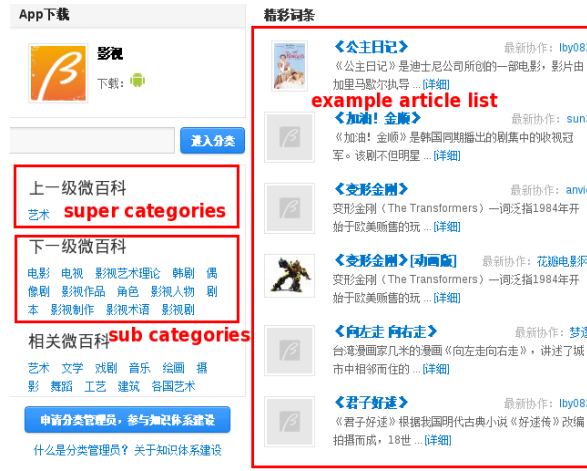 App下载
影视
下载:
进入分类
上一级微百科
艺术
super categories
下一级微百科
电影 电视 影视艺术理论 韩剧 偶
像剧 影视作品 角色 影视人物 剧
本 影视制作 影视术语 影视剧
sub categories
相关微百科
艺术 文学 戏剧 音乐 绘画 摄
影 舞蹈 工艺 建筑 各国艺术
申请分类管理员，参与知识体系建设
什么是分类管理员? 关于知识体系建设
精彩词条
《公主日记》 最新协作: lby08
《公主日记》是迪士尼公司所创的一部电影，影片由
加里马歇尔执导 ... [详细]
example article list
《加油！金顺》 最新协作: sun
《加油！金顺》是韩国同期播出的剧集中的收视冠
军。该剧不但明星 ... [详细]
《变形金刚》 最新协作: anvi
变形金刚（The Transformers）一词泛指1984年开
始于欧美贩售的玩 ... [详细]
《变形金刚》[动画版] 最新协作: 花瓣电影网
变形金刚（The Transformers）一词泛指1984年开
始于欧美贩售的玩 ... [详细]
《向左走 向右走》 最新协作: 梦
台湾漫画家几米的漫画《向左走向右走》，讲述了城
市中相邻而住的 ... [详细]
《君子好逑》 最新协作: lby08
《君子好逑》根据我国明代古典小说《好逑传》改编
拍摄而成，18世 ... [详细]